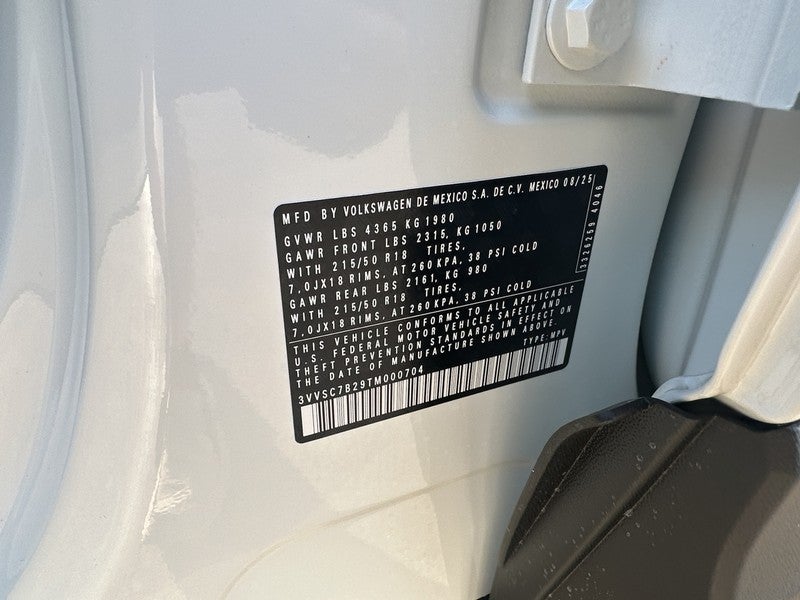 MFD BY VOLKSWAGEN DE MEXICO S.A. DE C.V. MEXICO 08/25
GVWR LBS 4365 KG 1980
GAWR FRONT LBS 2315, KG 1050
WITH 215/50 R18 TIRES.
7.0JX18 RIMS, AT 260 KPA, 38 PSI COLD
GAWR REAR LBS 2161, KG 980
WITH 215/50 R18 TIRES.
7.0JX18 RIMS, AT 260 KPA, 38 PSI COLD
THIS VEHICLE CONFORMS TO ALL APPLICABLE
U.S. FEDERAL MOTOR VEHICLE SAFETY AND
THEFT PREVENTION STANDARDS IN EFFECT ON
THE DATE OF MANUFACTURE SHOWN ABOVE.
TYPE: MPV
3VVSC7B29TM000704
3326259 4046